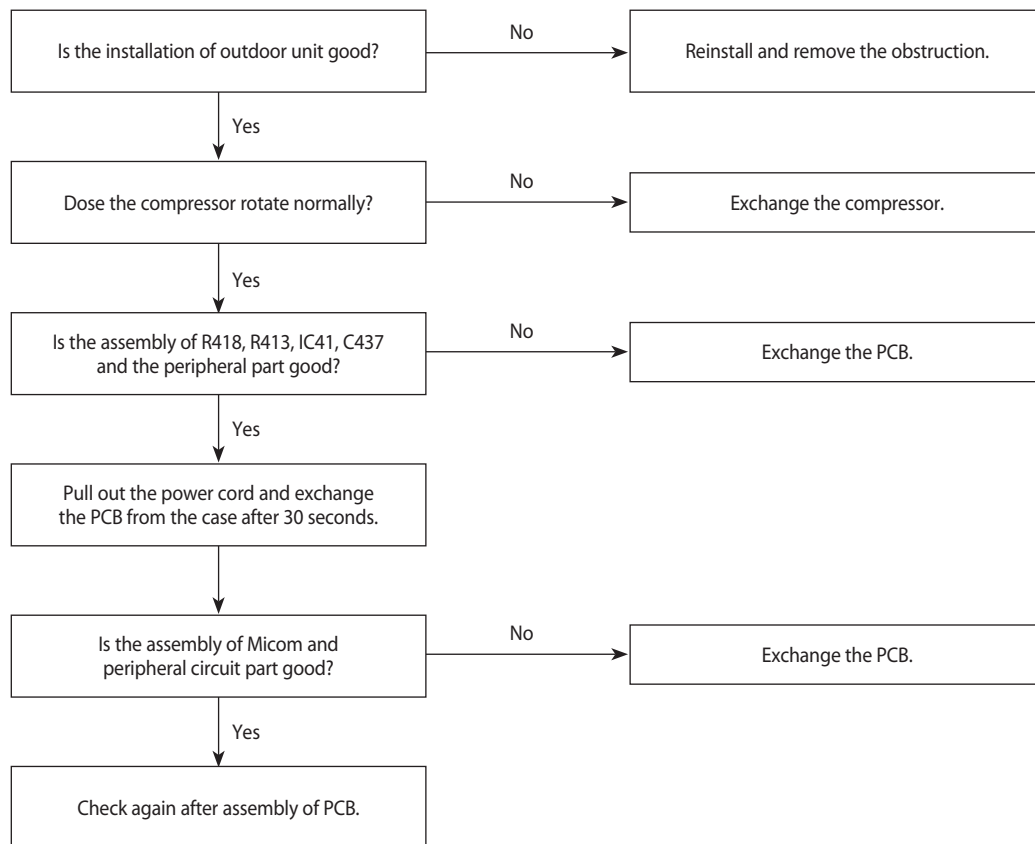 Is the installation of outdoor unit good?
No
Reinstall and remove the obstruction.
Yes
Dose the compressor rotate normally?
No
Exchange the compressor.
Yes
Is the assembly of R418, R413, IC41, C437
and the peripheral part good?
No
Exchange the PCB.
Yes
Pull out the power cord and exchange
the PCB from the case after 30 seconds.
Is the assembly of Micom and
peripheral circuit part good?
No
Exchange the PCB.
Yes
Check again after assembly of PCB.